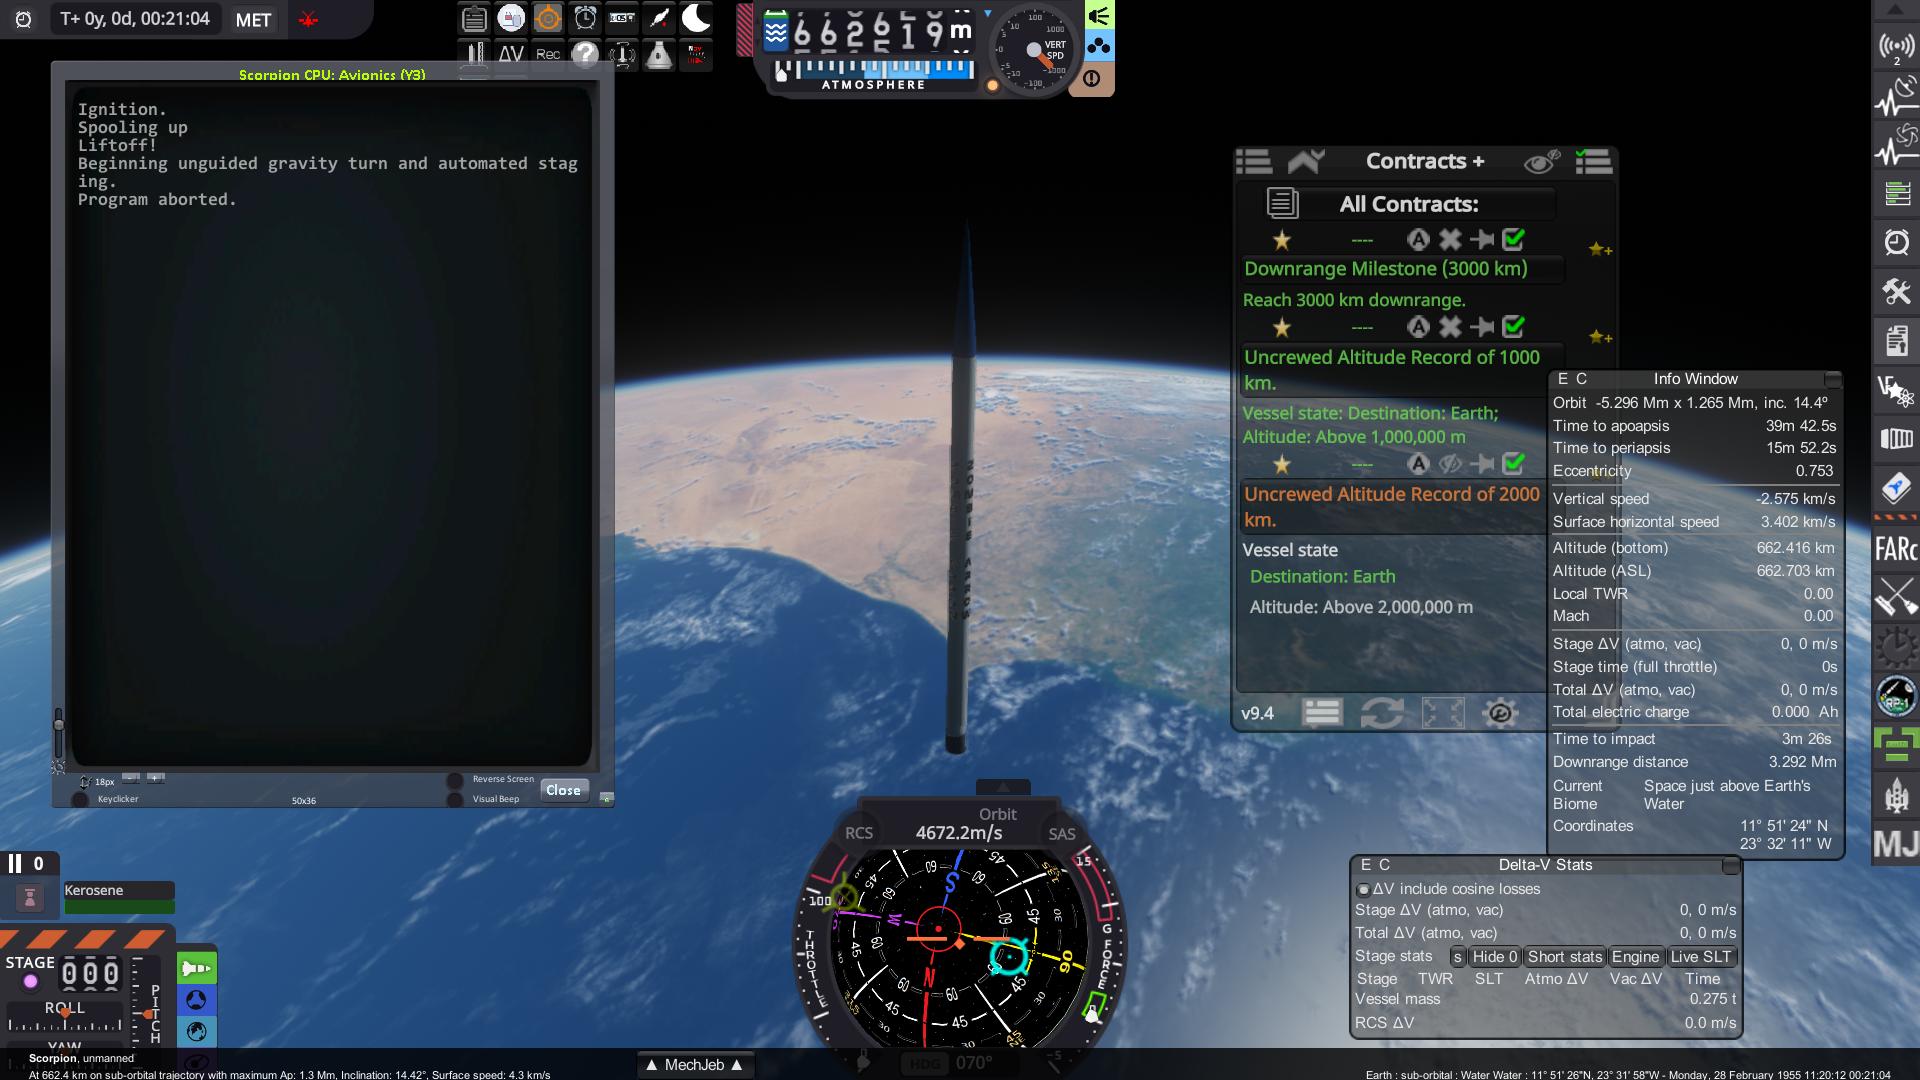 T+ 0y, 0d, 00:21:04 MET
Rec
ΔV
662619 m
ATMOSPHERE
VERT SPD
Scorpion CPU: Avionics (Y3)
Ignition.
Spooling up
Liftoff!
Beginning unguided gravity turn and automated stag
ing.
Program aborted.
18px
Keyclicker
50x36
Reverse Screen
Visual Beep
Close
Contracts +
All Contracts:
Downrange Milestone (3000 km)
Reach 3000 km downrange.
Uncrewed Altitude Record of 1000
km.
Vessel state: Destination: Earth;
Altitude: Above 1,000,000 m
Uncrewed Altitude Record of 2000
km.
Vessel state
Destination: Earth
Altitude: Above 2,000,000 m
v9.4
E C Info Window
Orbit -5.296 Mm x 1.265 Mm, inc. 14.4º
Time to apoapsis 39m 42.5s
Time to periapsis 15m 52.2s
Eccentricity 0.753
Vertical speed -2.575 km/s
Surface horizontal speed 3.402 km/s
Altitude (bottom) 662.416 km
Altitude (ASL) 662.703 km
Local TWR 0.00
Mach 0.00
Stage ΔV (atmo, vac) 0, 0 m/s
Stage time (full throttle) 0s
Total ΔV (atmo, vac) 0, 0 m/s
Total electric charge 0.000 Ah
Time to impact 3m 26s
Downrange distance 3.292 Mm
Current Biome Space just above Earth's Water
Coordinates 11° 51' 24" N
23° 32' 11" W
E C Delta-V Stats
ΔV include cosine losses
Stage ΔV (atmo, vac) 0, 0 m/s
Total ΔV (atmo, vac) 0, 0 m/s
Stage stats s Hide 0 Short stats Engine Live SLT
Stage TWR SLT Atmo ΔV Vac ΔV Time
Vessel mass 0.275 t
RCS ΔV 0.0 m/s
2
FARc
RP-1
MJ
Orbit
RCS 4672.2m/s SAS
THROTTLE
G FORCE
HDG 070°
0
Kerosene
STAGE 000
ROLL
PITCH
YAW
Scorpion, unmanned
At 662.4 km on sub-orbital trajectory with maximum Ap: 1.3 Mm, Inclination: 14.42°, Surface speed: 4.3 km/s
▲ MechJeb ▲
Earth : sub-orbital : Water Water : 11° 51' 26"N, 23° 31' 58"W - Monday, 28 February 1955 11:20:12 00:21:04